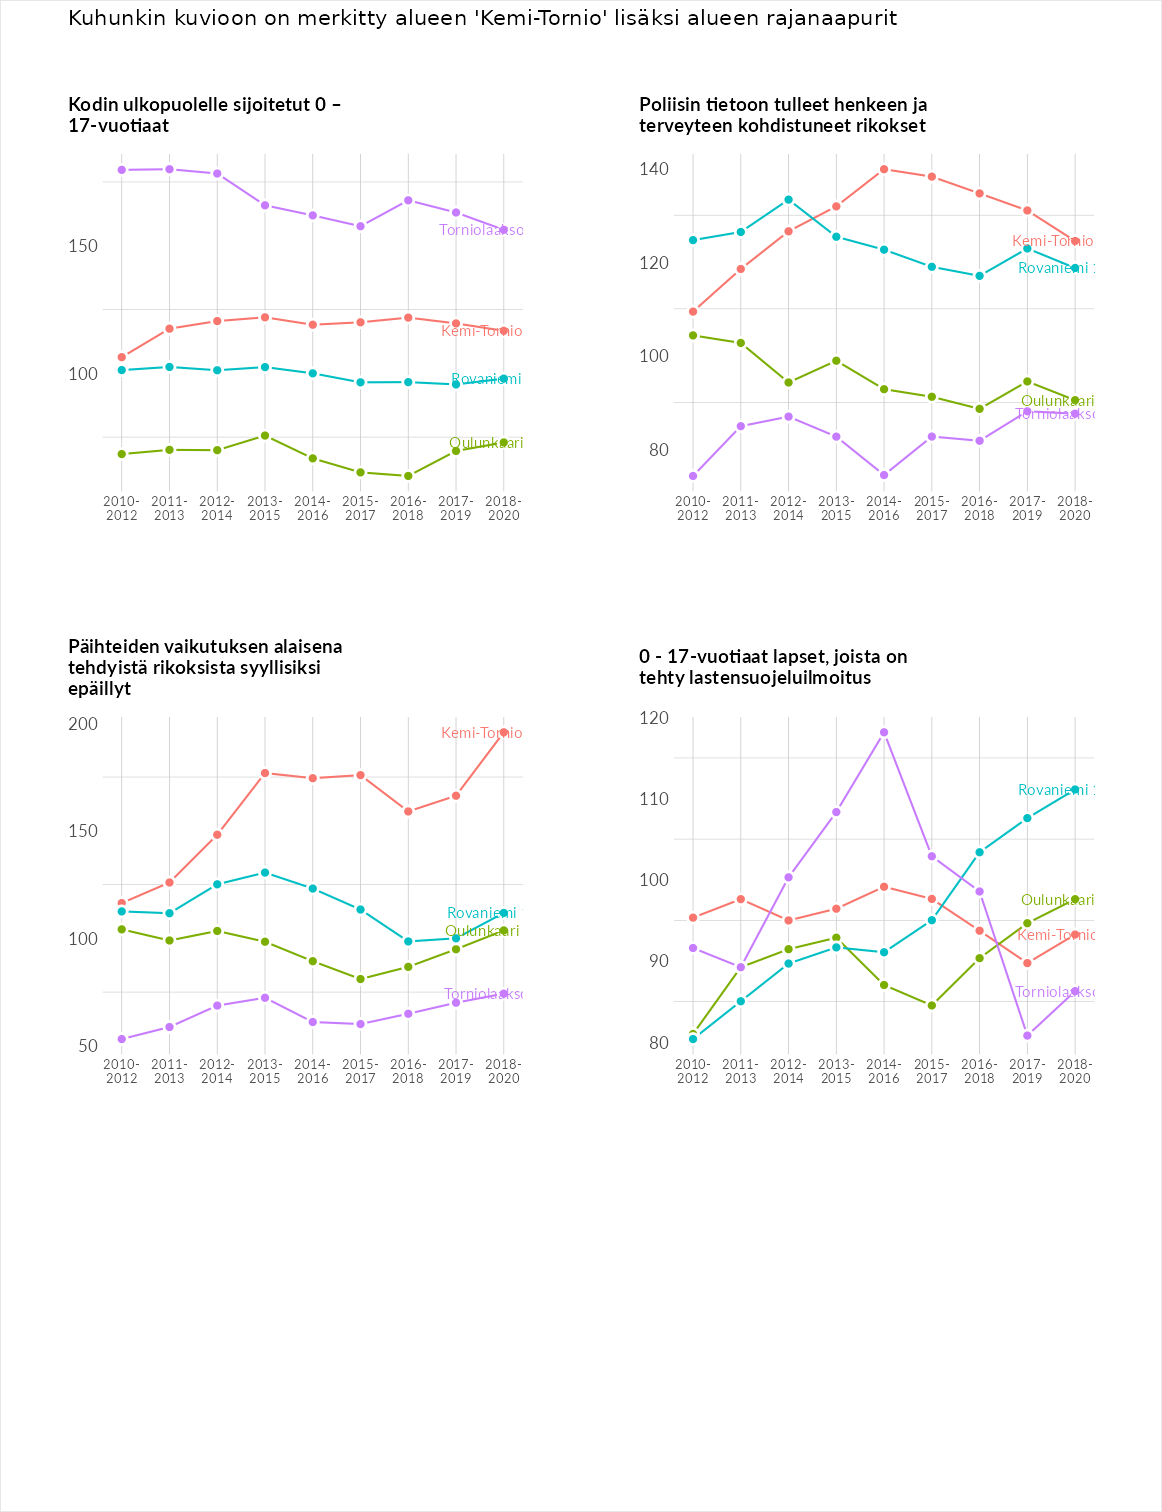 Kuhunkin kuvioon on merkitty alueen 'Kemi-Tornio' lisäksi alueen rajanaapurit
Kodin ulkopuolelle sijoitetut 0 –
17-vuotiaat
150
100
Torniolaakso
Kemi-Tornio
Rovaniemi
Oulunkaari
2010- 2011- 2012- 2013- 2014- 2015- 2016- 2017- 2018-
2012 2013 2014 2015 2016 2017 2018 2019 2020
Poliisin tietoon tulleet henkeen ja
terveyteen kohdistuneet rikokset
140
120
100
80
Kemi-Tornio
Rovaniemi
Oulunkaari
Torniolaakso
2010- 2011- 2012- 2013- 2014- 2015- 2016- 2017- 2018-
2012 2013 2014 2015 2016 2017 2018 2019 2020
Päihteiden vaikutuksen alaisena
tehdyistä rikoksista syyllisiksi
epäillyt
200
150
100
50
Kemi-Tornio
Rovaniemi
Oulunkaari
Torniolaakso
2010- 2011- 2012- 2013- 2014- 2015- 2016- 2017- 2018-
2012 2013 2014 2015 2016 2017 2018 2019 2020
0 - 17-vuotiaat lapset, joista on
tehty lastensuojeluilmoitus
120
110
100
90
80
Rovaniemi
Oulunkaari
Kemi-Tornio
Torniolaakso
2010- 2011- 2012- 2013- 2014- 2015- 2016- 2017- 2018-
2012 2013 2014 2015 2016 2017 2018 2019 2020